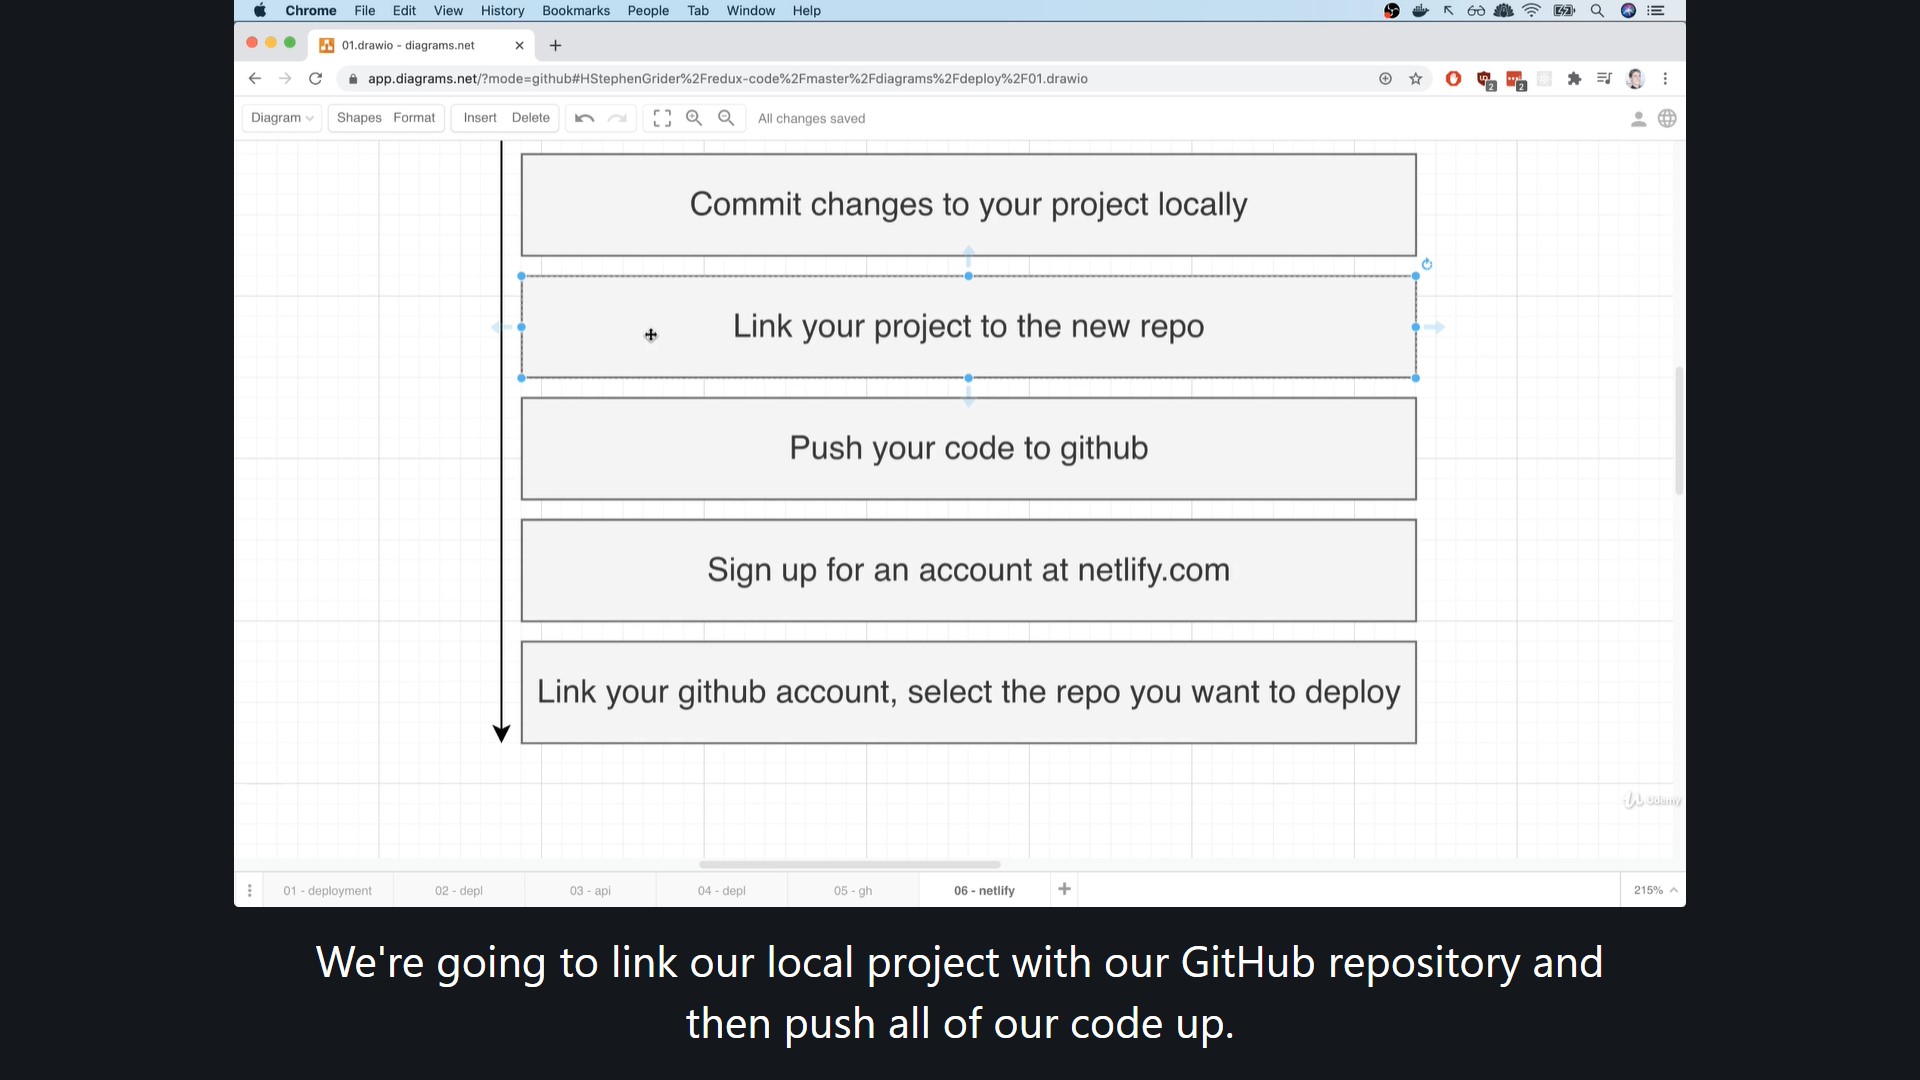 Chrome File Edit View History Bookmarks People Tab Window Help
01.drawio - diagrams.net
app.diagrams.net/?mode=github#HStephenGrider%2Fredux-code%2Fmaster%2Fdiagrams%2Fdeploy%2F01.drawio
2
2
Diagram Shapes Format Insert Delete All changes saved
Commit changes to your project locally
Link your project to the new repo
Push your code to github
Sign up for an account at netlify.com
Link your github account, select the repo you want to deploy
Udemy
01 - deployment 02 - depl 03 - api 04 - depl 05 - gh 06 - netlify 215%
We're going to link our local project with our GitHub repository and
then push all of our code up.